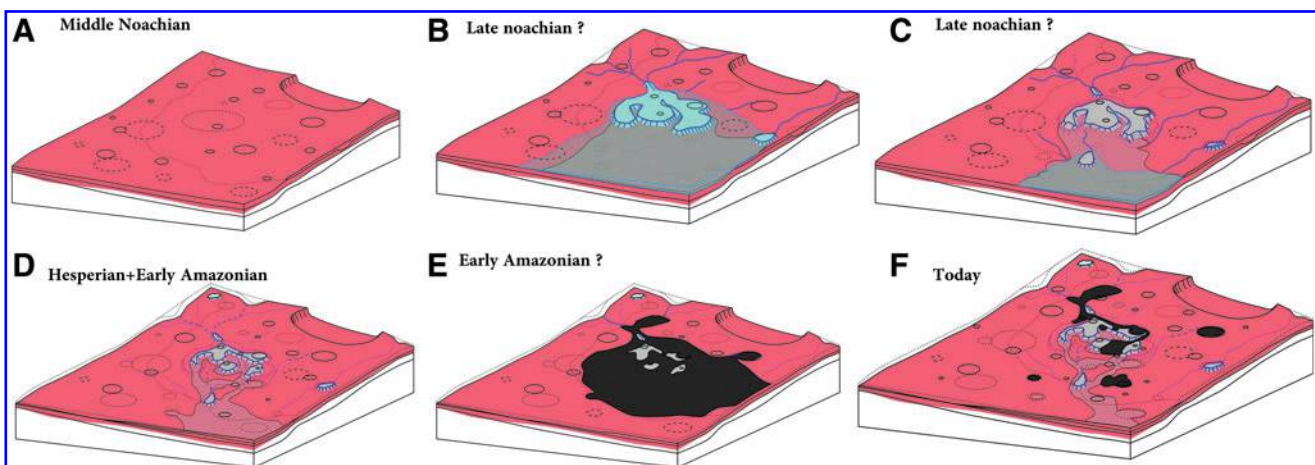 A Middle Noachian
B Late noachian ?
C Late noachian ?
D Hesperian+Early Amazonian
E Early Amazonian ?
F Today